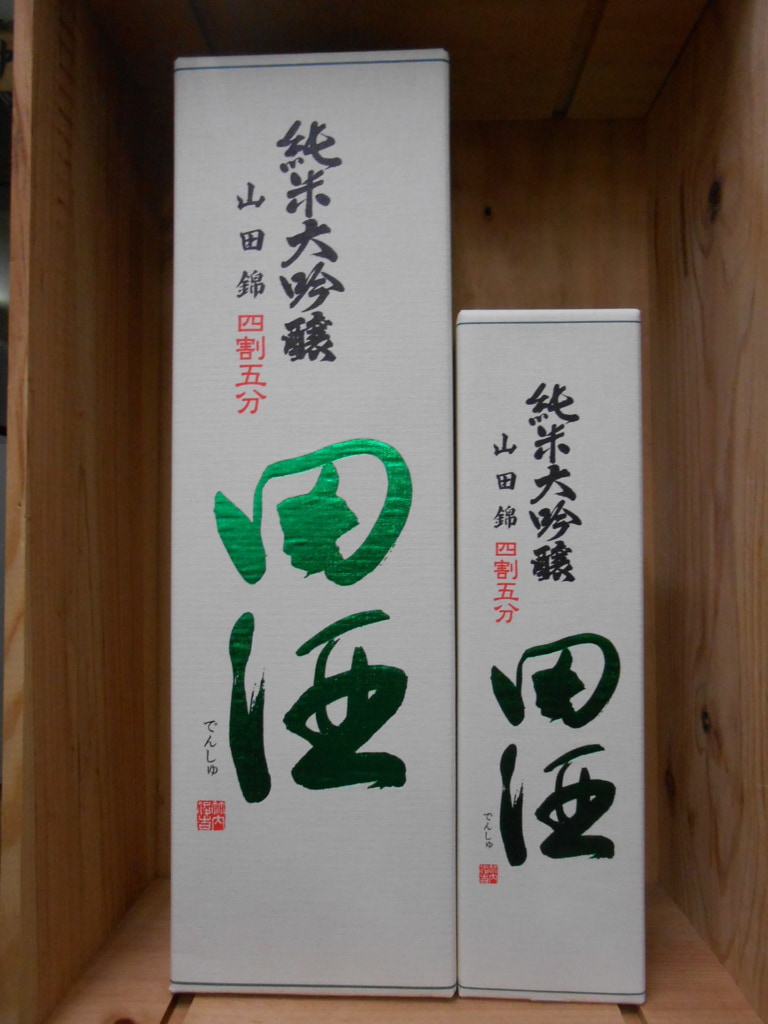 純米大吟醸
山田錦 四割五分
田酒
でんしゅ
純米大吟醸
山田錦 四割五分
田酒
でんしゅ